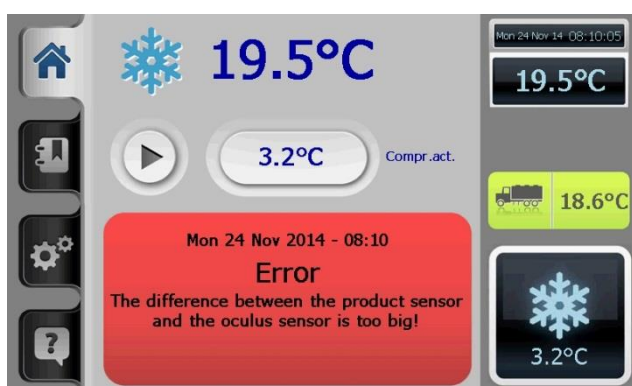 19.5°C
3.2°C
Compr.act.
Mon 24 Nov 2014 - 08:10
Error
The difference between the product sensor
and the oculus sensor is too big!
Mon 24 Nov 14 08:10:05
19.5°C
18.6°C
3.2°C
?